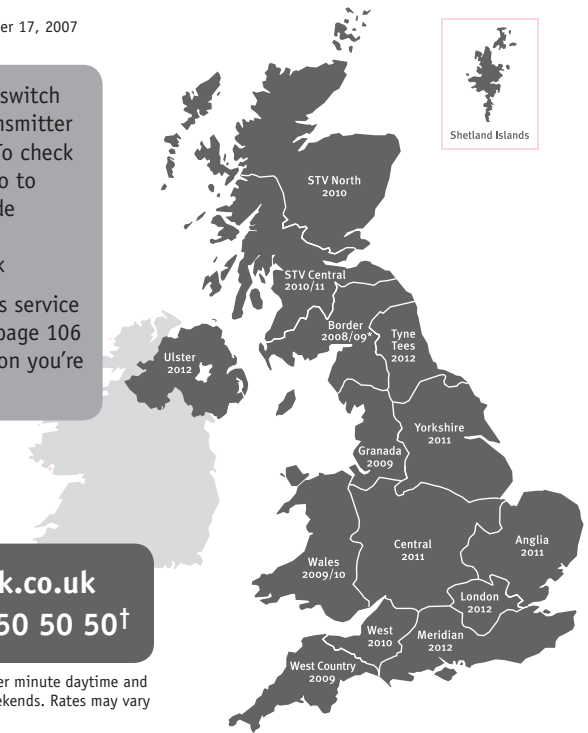 er 17, 2007
switch
nsmitter
To check
o to
de
k
s service
page 106
on you're
k.co.uk
50 50 50†
er minute daytime and
ekends. Rates may vary
Shetland Islands
STV North
2010
STV Central
2010/11
Border
2008/09*
Tyne
Tees
2012
Ulster
2012
Granada
2009
Yorkshire
2011
Wales
2009/10
Central
2011
Anglia
2011
London
2012
West
2010
Meridian
2012
West Country
2009